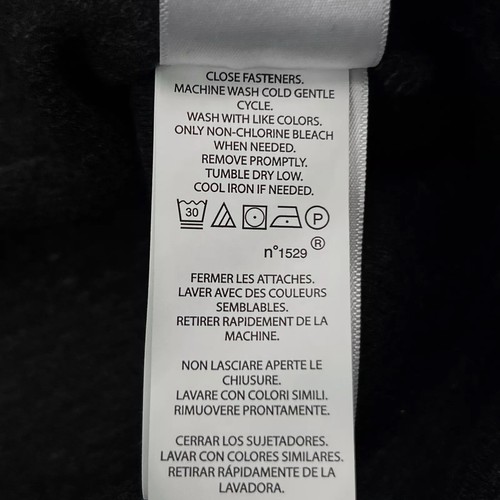 CLOSE FASTENERS.
MACHINE WASH COLD GENTLE
CYCLE.
WASH WITH LIKE COLORS.
ONLY NON-CHLORINE BLEACH
WHEN NEEDED.
REMOVE PROMPTLY.
TUMBLE DRY LOW.
COOL IRON IF NEEDED.
30 P
n°1529 ®
FERMER LES ATTACHES.
LAVER AVEC DES COULEURS
SEMBLABLES.
RETIRER RAPIDEMENT DE LA
MACHINE.
NON LASCIARE APERTE LE
CHIUSURE.
LAVARE CON COLORI SIMILI.
RIMUOVERE PRONTAMENTE.
CERRAR LOS SUJETADORES.
LAVAR CON COLORES SIMILARES.
RETIRAR RÁPIDAMENTE DE LA
LAVADORA.